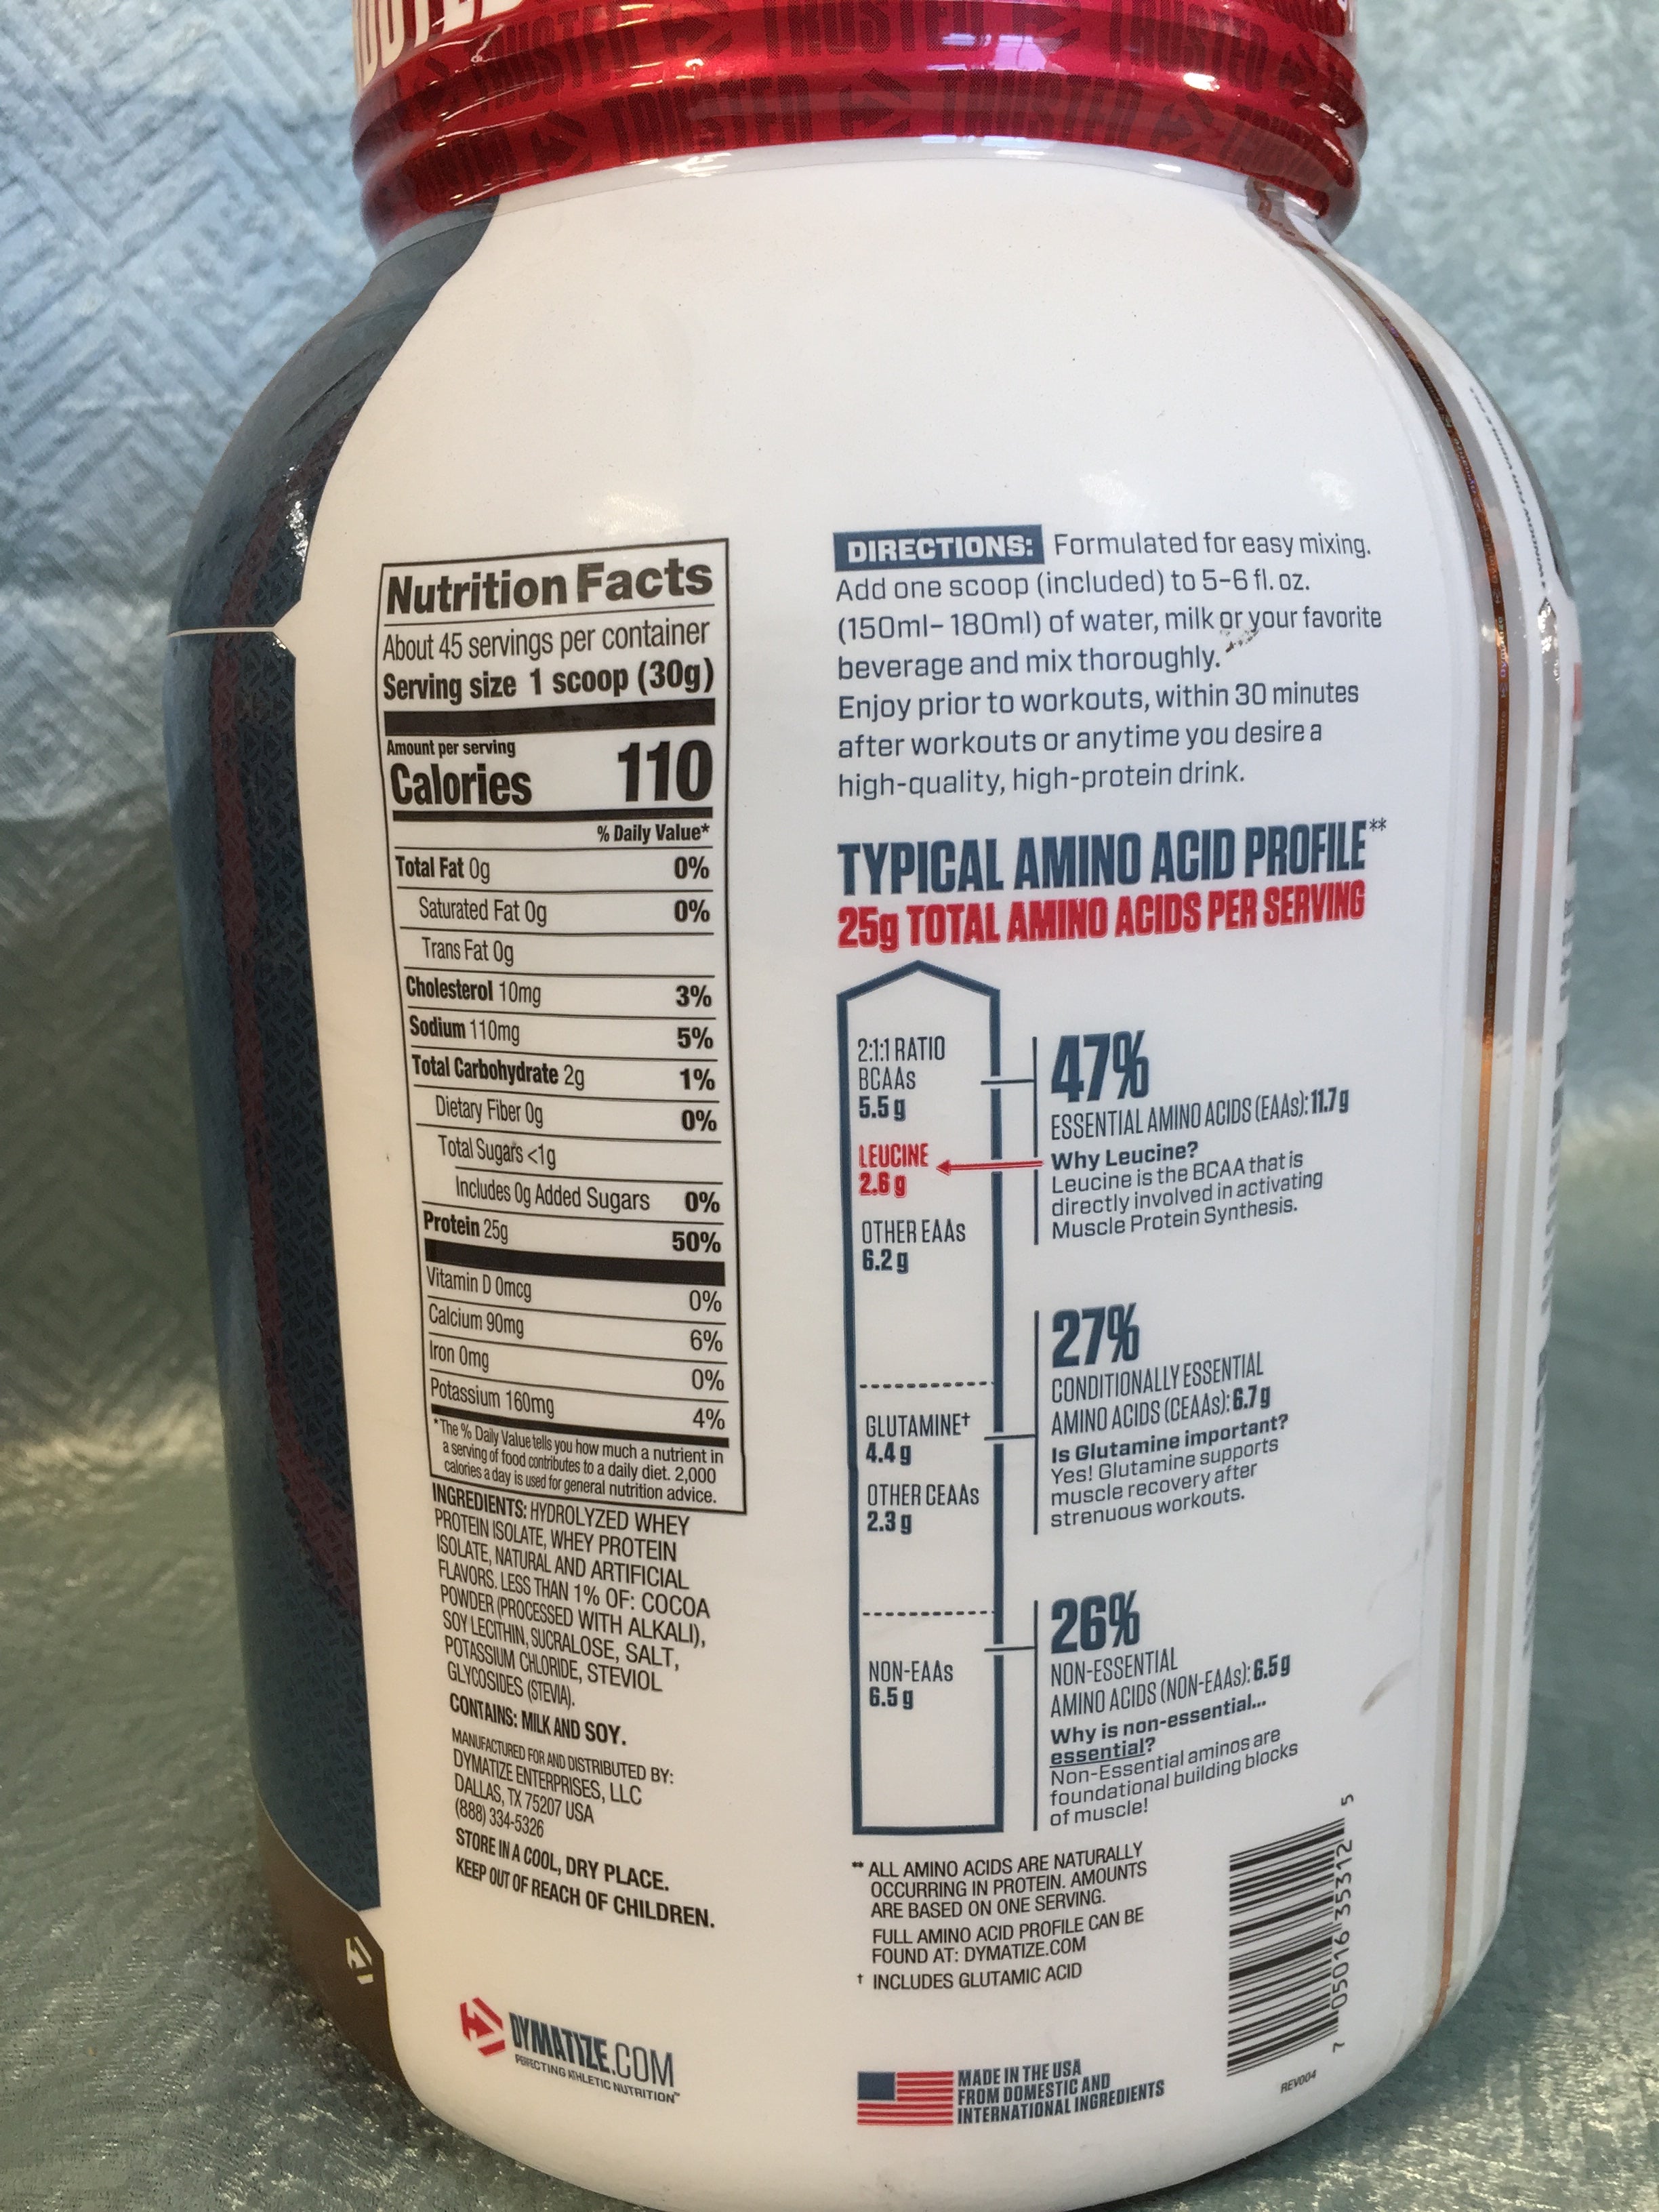 TRUSTED TRUSTED TRUSTED
TRUSTED TRUSTED
Nutrition Facts
About 45 servings per container
Serving size 1 scoop (30g)
Amount per serving
Calories 110
% Daily Value*
Total Fat 0g 0%
Saturated Fat 0g 0%
Trans Fat 0g
Cholesterol 10mg 3%
Sodium 110mg 5%
Total Carbohydrate 2g 1%
Dietary Fiber 0g 0%
Total Sugars <1g
Includes 0g Added Sugars 0%
Protein 25g 50%
Vitamin D 0mcg 0%
Calcium 90mg 6%
Iron 0mg 0%
Potassium 160mg 4%
*The % Daily Value tells you how much a nutrient in
a serving of food contributes to a daily diet. 2,000
calories a day is used for general nutrition advice.
INGREDIENTS: HYDROLYZED WHEY
PROTEIN ISOLATE, WHEY PROTEIN
ISOLATE, NATURAL AND ARTIFICIAL
FLAVORS. LESS THAN 1% OF: COCOA
POWDER (PROCESSED WITH ALKALI),
SOY LECITHIN, SUCRALOSE, SALT,
POTASSIUM CHLORIDE, STEVIOL
GLYCOSIDES (STEVIA).
CONTAINS: MILK AND SOY.
MANUFACTURED FOR AND DISTRIBUTED BY:
DYMATIZE ENTERPRISES, LLC
DALLAS, TX 75207 USA
(888) 334-5326
STORE IN A COOL, DRY PLACE.
KEEP OUT OF REACH OF CHILDREN.
DYMATIZE.COM
PERFECTING ATHLETIC NUTRITION™
DIRECTIONS: Formulated for easy mixing.
Add one scoop (included) to 5-6 fl. oz.
(150ml-180ml) of water, milk or your favorite
beverage and mix thoroughly.
Enjoy prior to workouts, within 30 minutes
after workouts or anytime you desire a
high-quality, high-protein drink.
TYPICAL AMINO ACID PROFILE**
25g TOTAL AMINO ACIDS PER SERVING
2:1:1 RATIO
BCAAs
5.5 g
LEUCINE
2.6 g
OTHER EAAs
6.2 g
47%
ESSENTIAL AMINO ACIDS (EAAs): 11.7 g
Why Leucine?
Leucine is the BCAA that is
directly involved in activating
Muscle Protein Synthesis.
GLUTAMINE†
4.4 g
OTHER CEAAs
2.3 g
27%
CONDITIONALLY ESSENTIAL
AMINO ACIDS (CEAAs): 6.7 g
Is Glutamine important?
Yes! Glutamine supports
muscle recovery after
strenuous workouts.
NON-EAAs
6.5 g
26%
NON-ESSENTIAL
AMINO ACIDS (NON-EAAs): 6.5 g
Why is non-essential...
essential?
Non-Essential aminos are
foundational building blocks
of muscle!
** ALL AMINO ACIDS ARE NATURALLY
OCCURRING IN PROTEIN. AMOUNTS
ARE BASED ON ONE SERVING.
FULL AMINO ACID PROFILE CAN BE
FOUND AT: DYMATIZE.COM
† INCLUDES GLUTAMIC ACID
MADE IN THE USA
FROM DOMESTIC AND
INTERNATIONAL INGREDIENTS
7 05016 35312 5
REV004